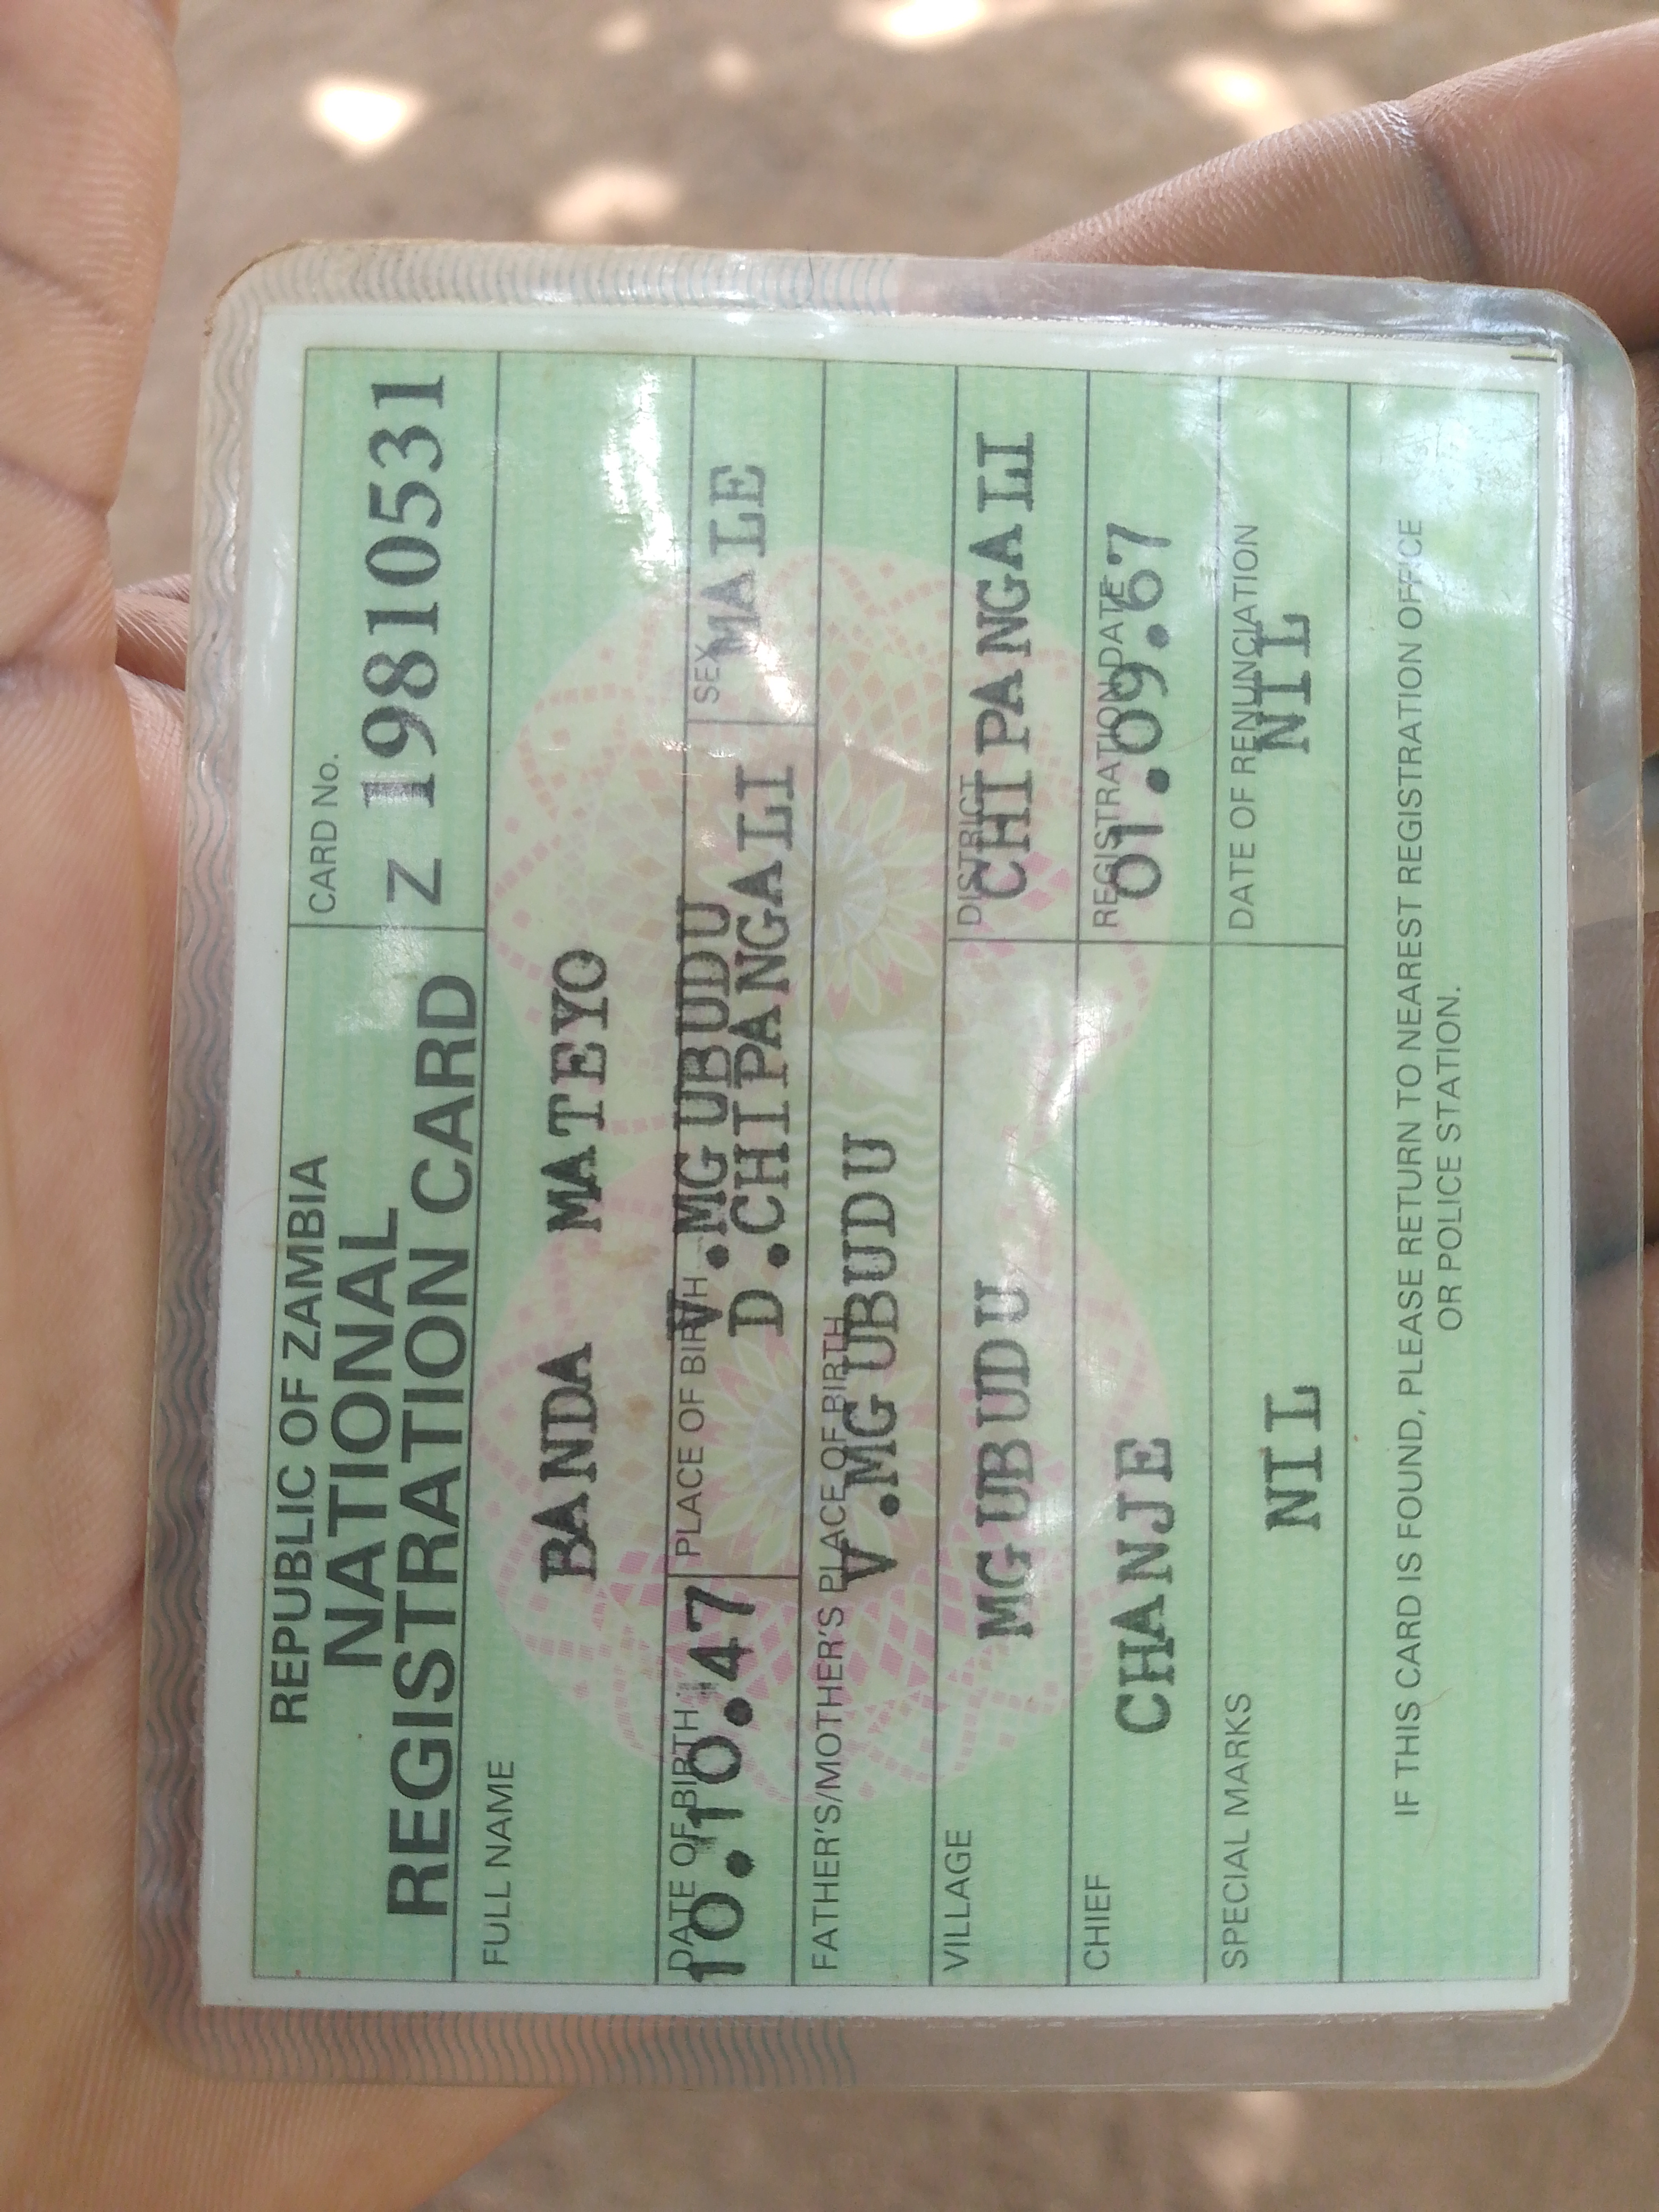 REPUBLIC OF ZAMBIA
NATIONAL
REGISTRATION CARD
CARD No.
Z 19810531
FULL NAME
BANDA MATEYO
DATE OF BIRTH
10.10.47
PLACE OF BIRTH
V.MGUBUDU
D.CHIPANGALI
SEX
MALE
FATHER'S/MOTHER'S PLACE OF BIRTH
V.MGUBUDU
VILLAGE
MGUBUDU
DISTRICT
CHIPANGALI
CHIEF
CHANJE
REGISTRATION DATE
01.09.67
SPECIAL MARKS
NIL
DATE OF RENUNCIATION
NIL
IF THIS CARD IS FOUND, PLEASE RETURN TO NEAREST REGISTRATION OFFICE
OR POLICE STATION.